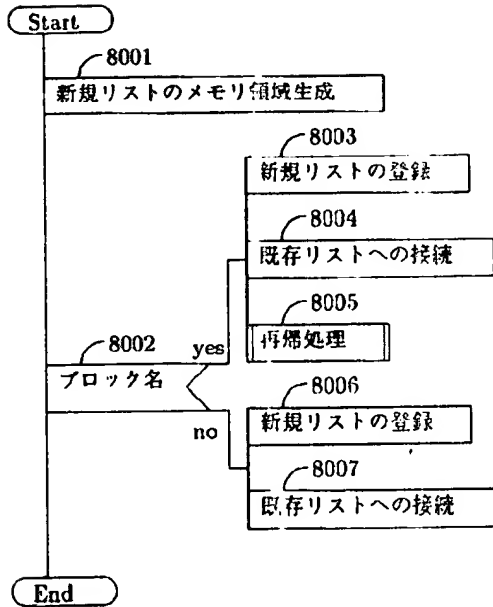 Start
8001
新規リストのメモリ領域生成
8003
新規リストの登録
8004
既存リストへの接続
8005
再帰処理
8002
yes
ブロック名
no
8006
新規リストの登録
8007
既存リストへの接続
End